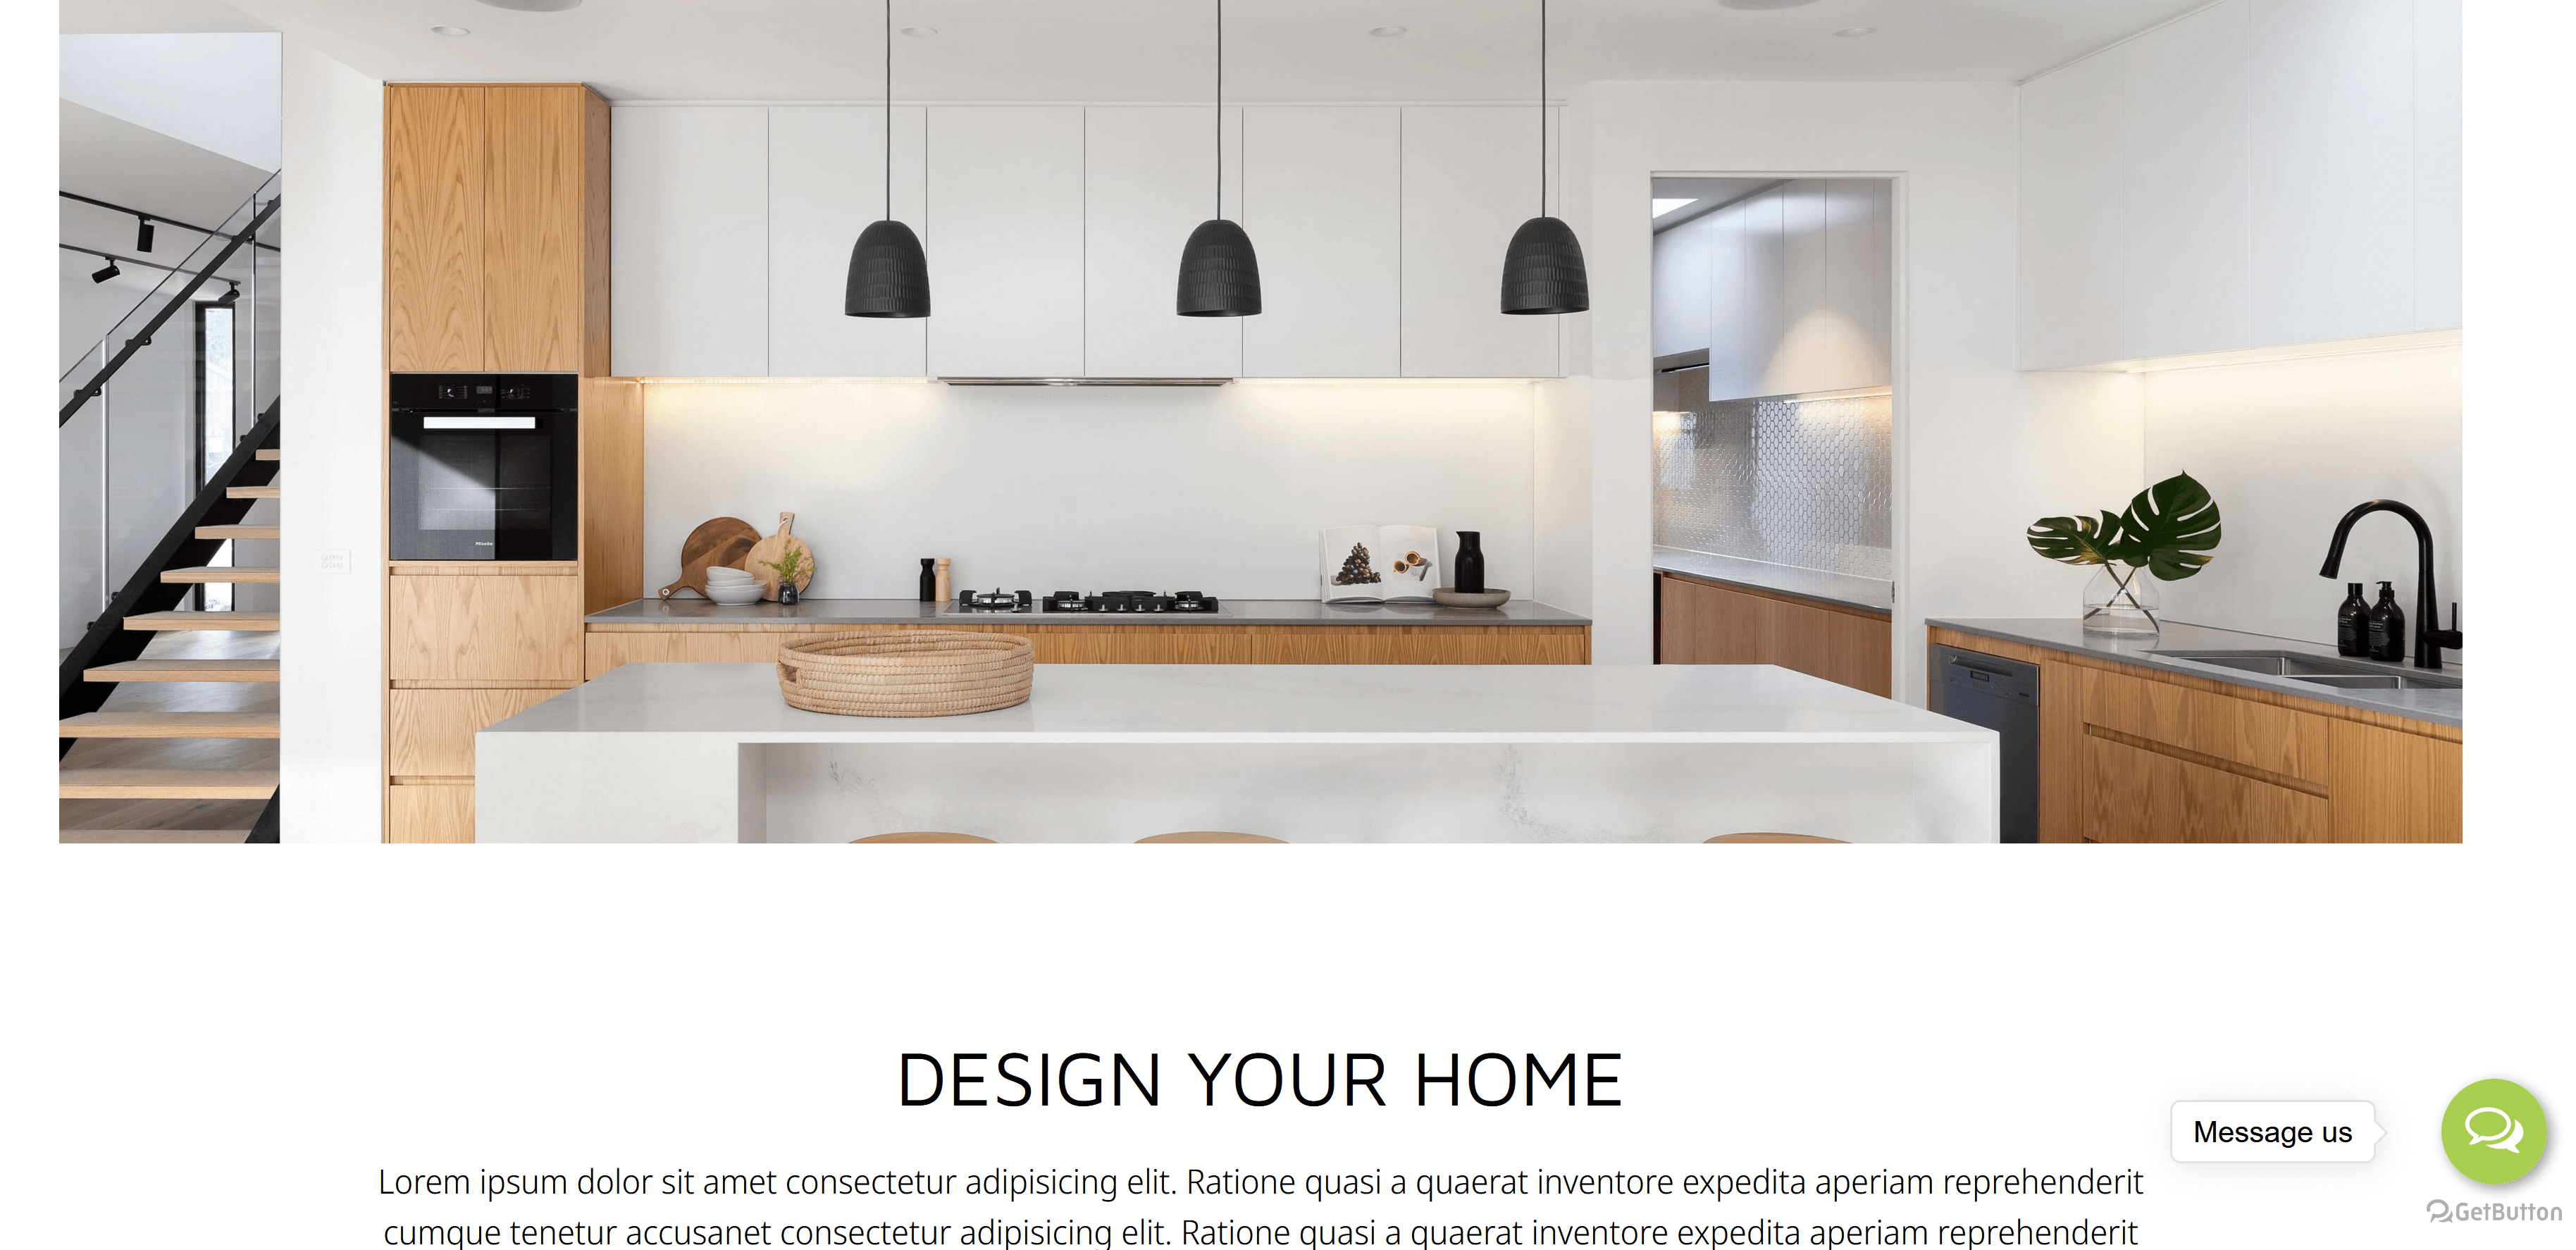 DESIGN YOUR HOME
Message us
Lorem ipsum dolor sit amet consectetur adipisicing elit. Ratione quasi a quaerat inventore expedita aperiam reprehenderit
GetButton
cumque tenetur accusanet consectetur adipisicing elit. Ratione quasi a quaerat inventore expedita aperiam reprehenderit